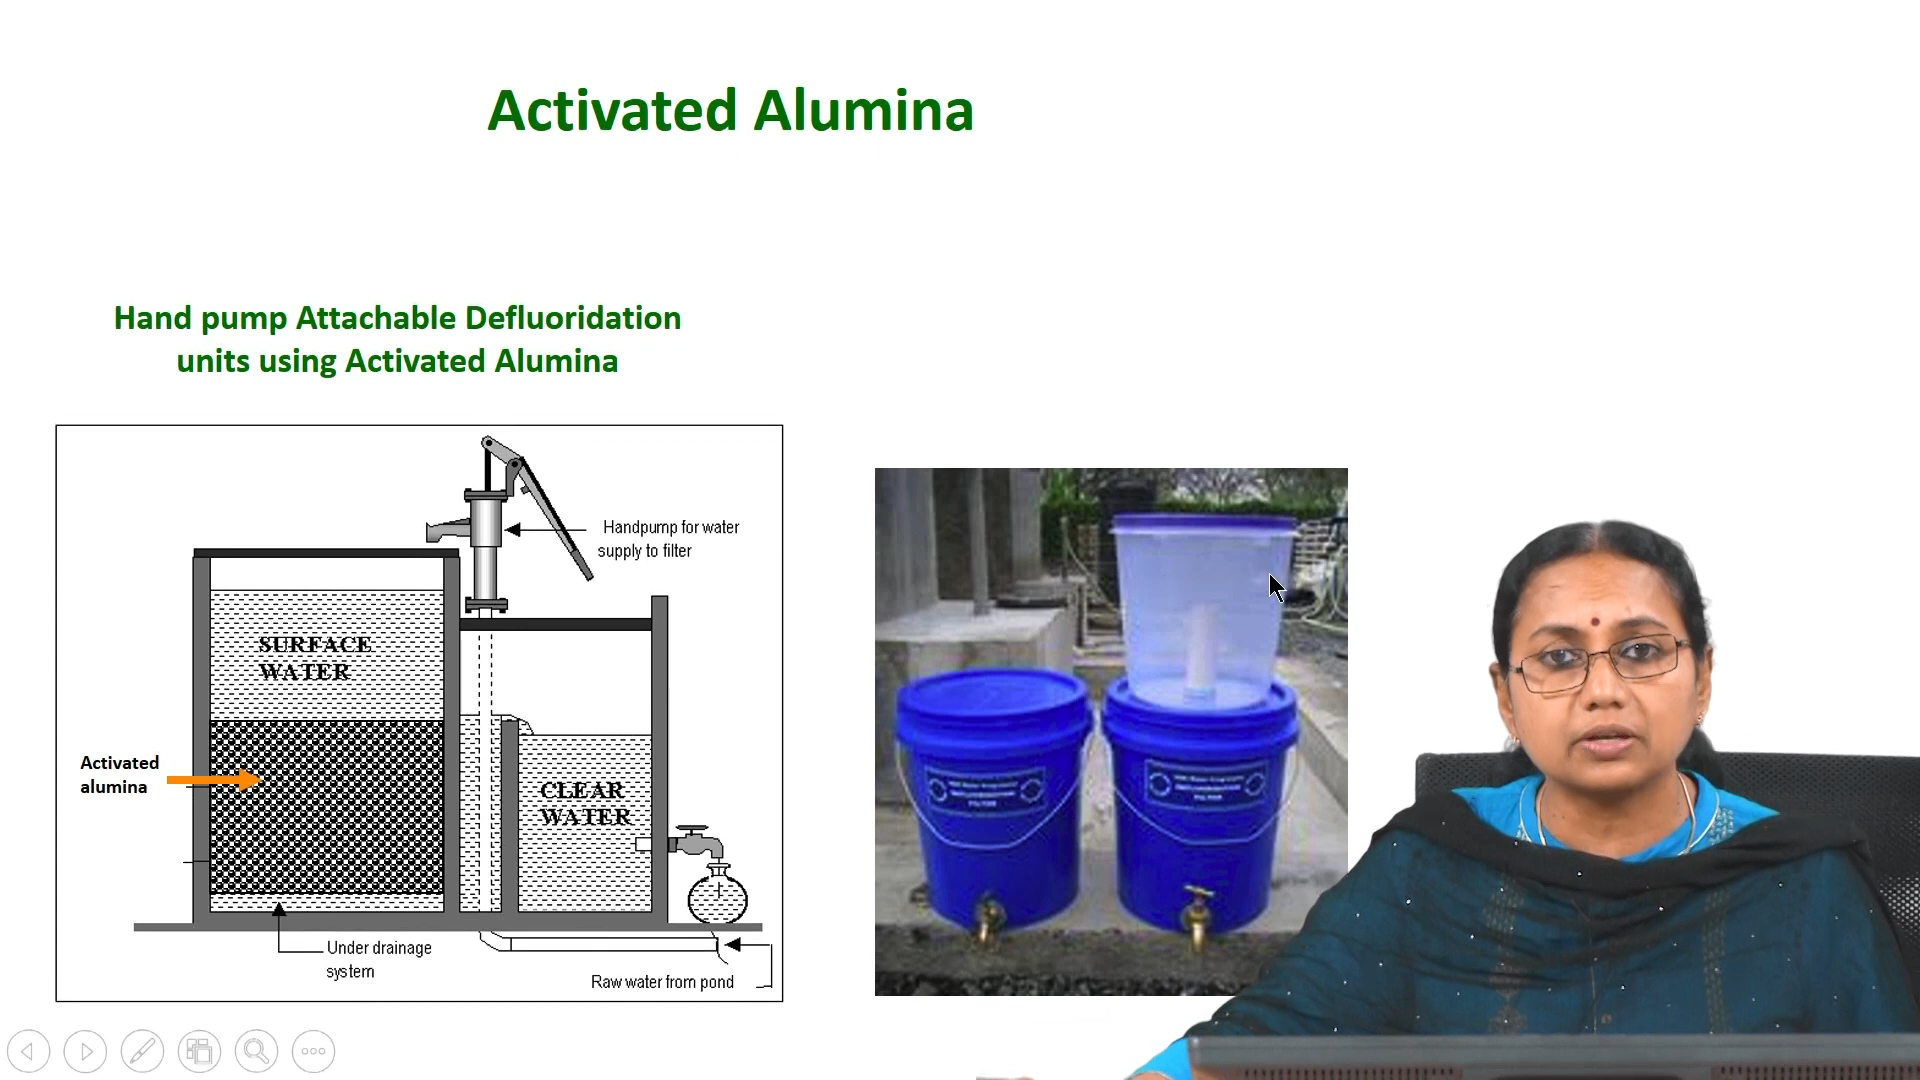 Activated Alumina
Hand pump Attachable Defluoridation
units using Activated Alumina
Handpump for water
supply to filter
SURFACE
WATER
Activated
alumina
CLEAR
WATER
Under drainage
system
Raw water from pond